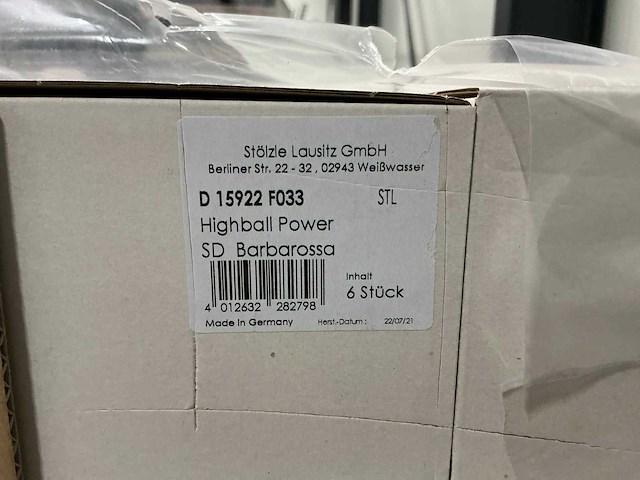 Stölzle Lausitz GmbH
Berliner Str. 22 - 32 , 02943 Weißwasser
D 15922 F033 STL
Highball Power
SD Barbarossa
Inhalt
6 Stück
4 012632 282798
Made in Germany Herst.-Datum : 22/07/21